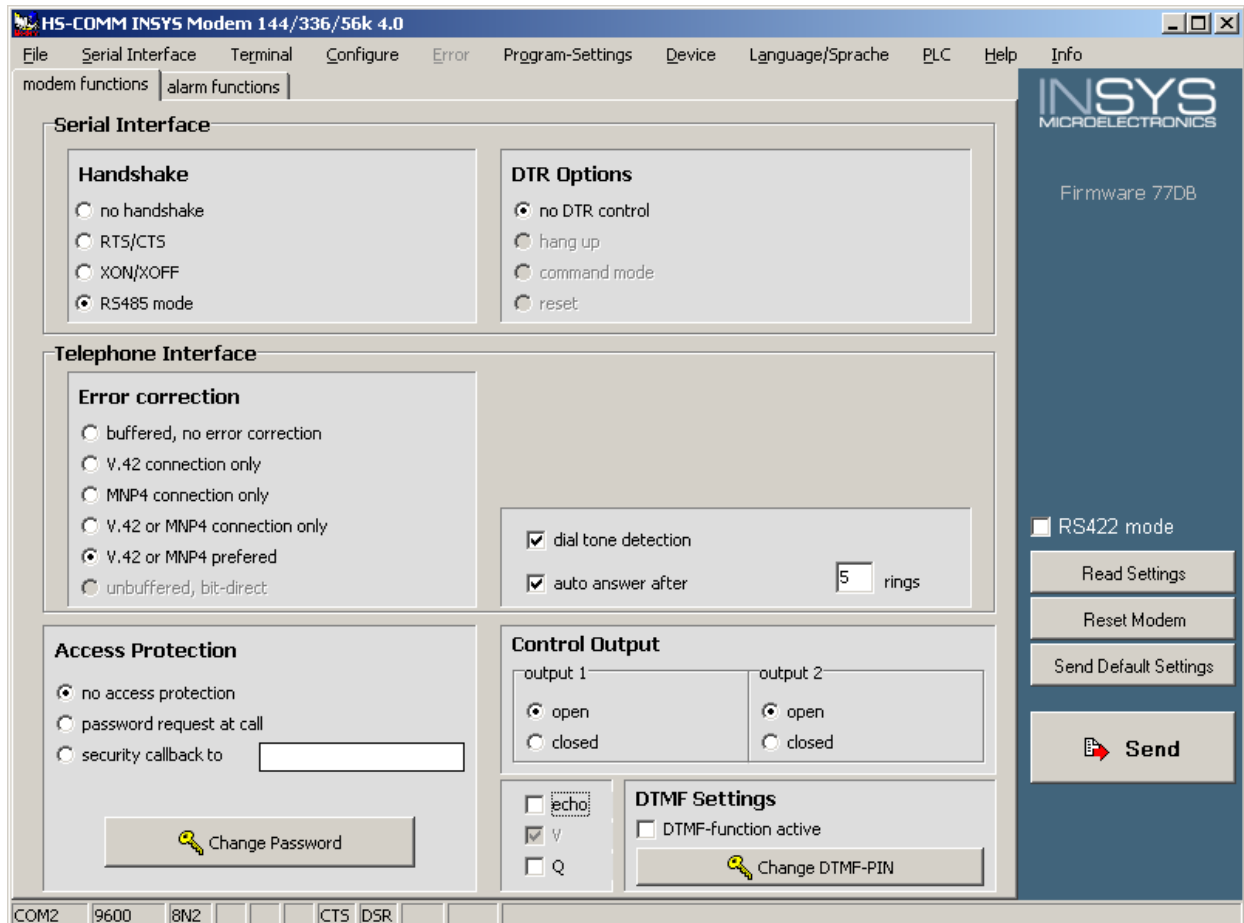 HS-COMM INSYS Modem 144/336/56k 4.0
File Serial Interface Terminal Configure Error Program-Settings Device Language/Sprache PLC Help Info
modem functions alarm functions
INSYS
MICROELECTRONICS
Firmware 77DB
Serial Interface
Handshake
no handshake
RTS/CTS
XON/XOFF
RS485 mode
DTR Options
no DTR control
hang up
command mode
reset
Telephone Interface
Error correction
buffered, no error correction
V.42 connection only
MNP4 connection only
V.42 or MNP4 connection only
V.42 or MNP4 prefered
unbuffered, bit-direct
dial tone detection
auto answer after 5 rings
RS422 mode
Read Settings
Reset Modem
Send Default Settings
Send
Access Protection
no access protection
password request at call
security callback to
Change Password
Control Output
output 1
open
closed
output 2
open
closed
echo
V
Q
DTMF Settings
DTMF-function active
Change DTMF-PIN
COM2 9600 8N2 CTS DSR